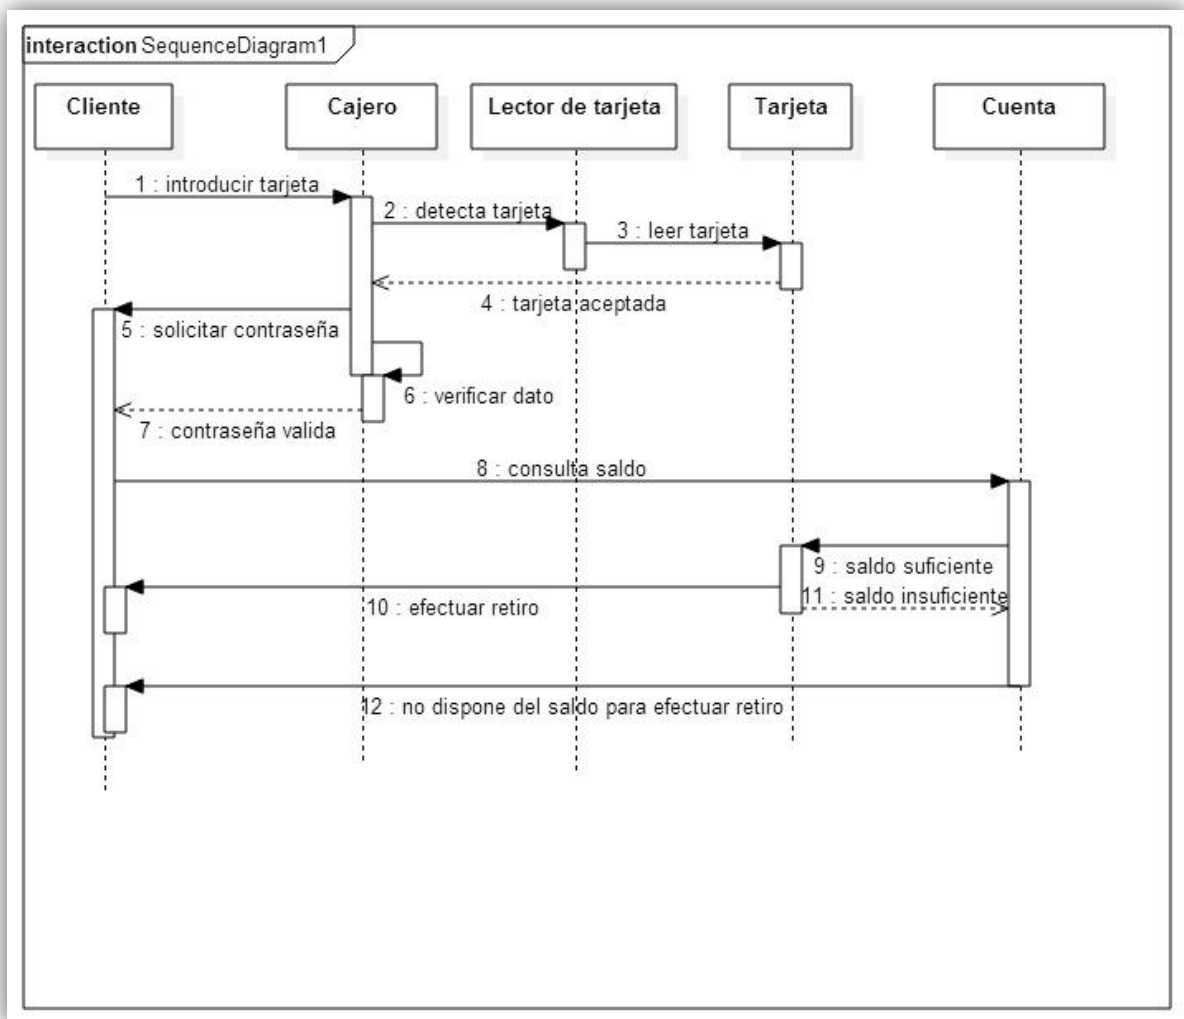 interaction SequenceDiagram1
Cliente
Cajero
Lector de tarjeta
Tarjeta
Cuenta
1 : introducir tarjeta
2 : detecta tarjeta
3 : leer tarjeta
4 : tarjeta aceptada
5 : solicitar contraseña
6 : verificar dato
7 : contraseña valida
8 : consulta saldo
9 : saldo suficiente
11 : saldo insuficiente
10 : efectuar retiro
12 : no dispone del saldo para efectuar retiro